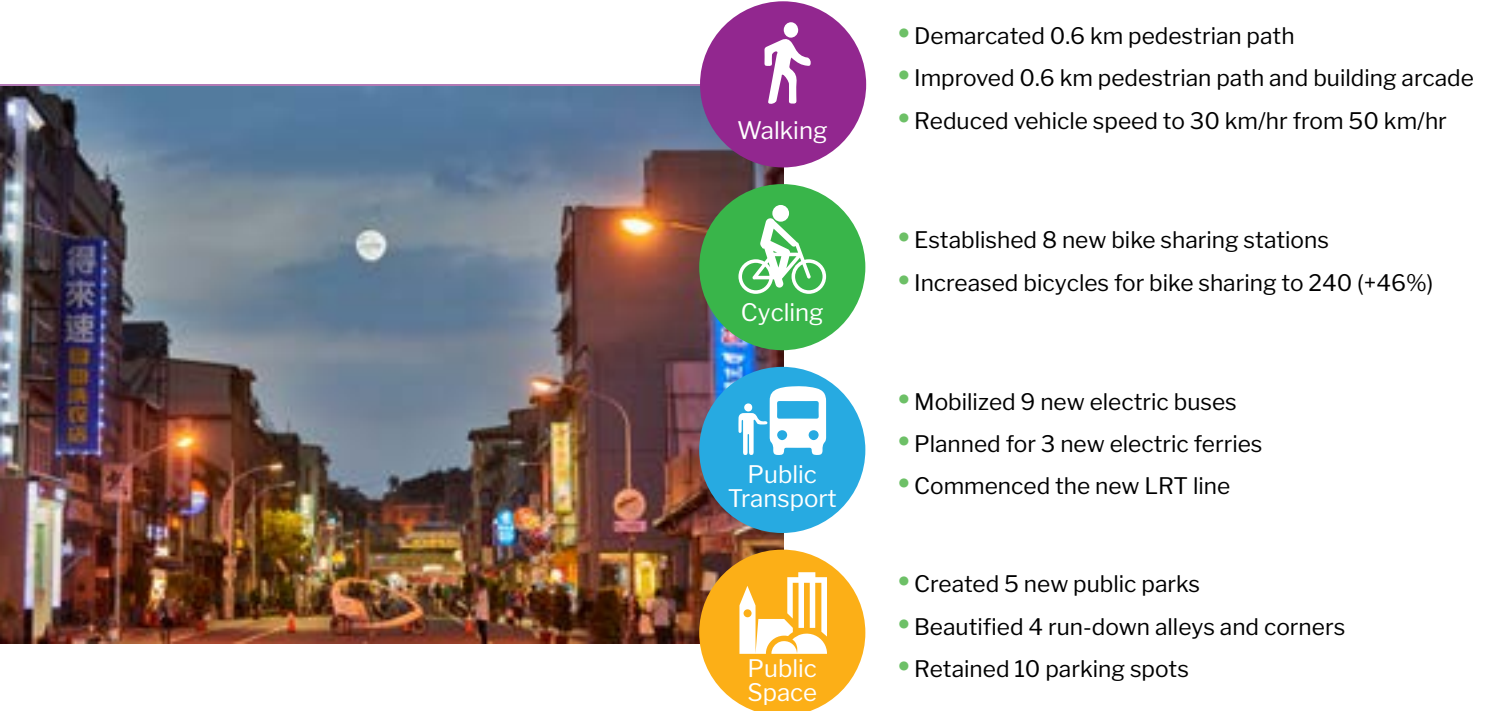 Walking
• Demarcated 0.6 km pedestrian path
• Improved 0.6 km pedestrian path and building arcade
• Reduced vehicle speed to 30 km/hr from 50 km/hr
Cycling
• Established 8 new bike sharing stations
• Increased bicycles for bike sharing to 240 (+46%)
Public
Transport
• Mobilized 9 new electric buses
• Planned for 3 new electric ferries
• Commenced the new LRT line
Public
Space
• Created 5 new public parks
• Beautified 4 run-down alleys and corners
• Retained 10 parking spots
得來速